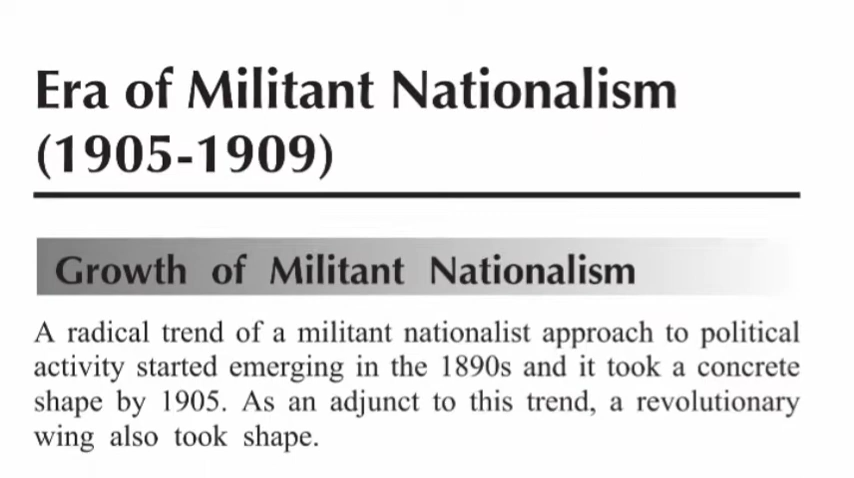 Era of Militant Nationalism
(1905-1909)
Growth of Militant Nationalism
A radical trend of a militant nationalist approach to political
activity started emerging in the 1890s and it took a concrete
shape by 1905. As an adjunct to this trend, a revolutionary
wing also took shape.